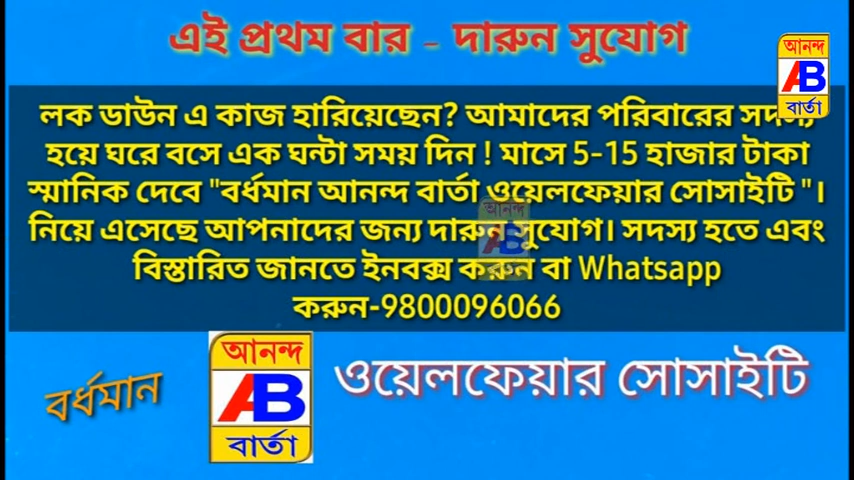 এই প্রথম বার - দারুন সুযোগ
আনন্দ
AB
বার্তা
লক ডাউন এ কাজ হারিয়েছেন? আমাদের পরিবারের সদস্য
হয়ে ঘরে বসে এক ঘন্টা সময় দিন ! মাসে 5-15 হাজার টাকা
স্মানিক দেবে "বর্ধমান আনন্দ বার্তা ওয়েলফেয়ার সোসাইটি "।
নিয়ে এসেছে আপনাদের জন্য দারুন সুযোগ। সদস্য হতে এবং
বিস্তারিত জানতে ইনবক্স করুন বা Whatsapp
করুন-9800096066
আনন্দ
AB
বর্ধমান
আনন্দ
AB
বার্তা
ওয়েলফেয়ার সোসাইটি